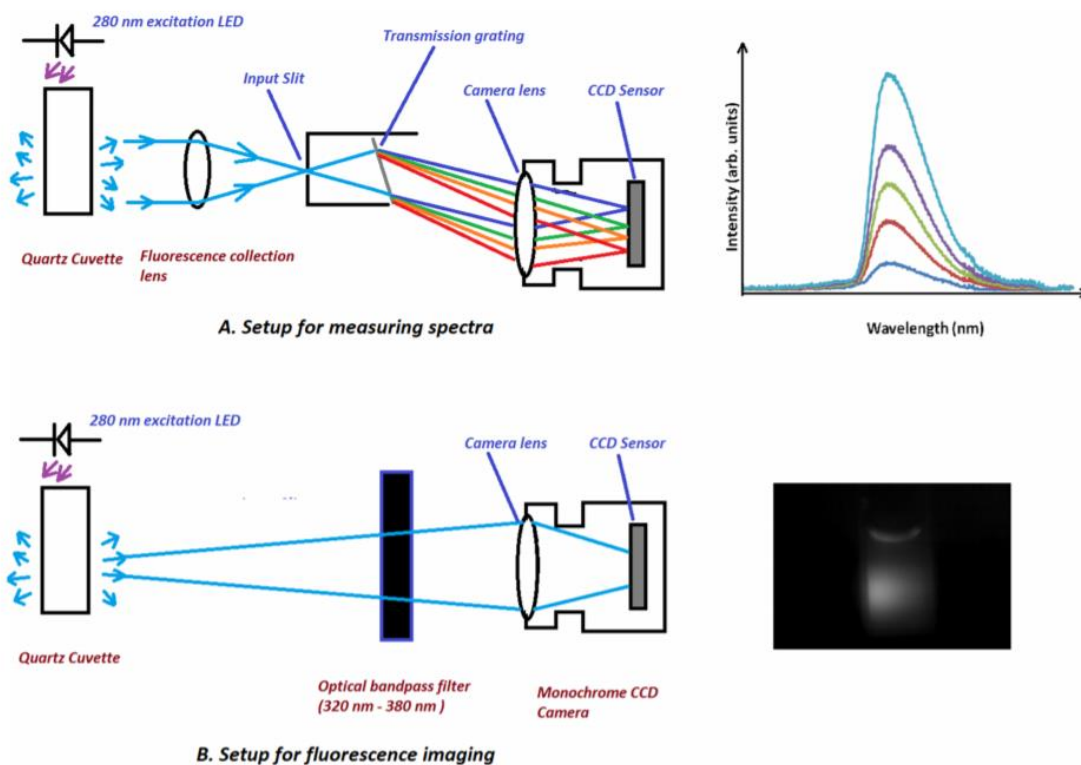 280 nm excitation LED
Transmission grating
Input Slit
Camera lens
CCD Sensor
Quartz Cuvette
Fluorescence collection
lens
A. Setup for measuring spectra
Intensity (arb. units)
Wavelength (nm)
280 nm excitation LED
Camera lens
CCD Sensor
Quartz Cuvette
Optical bandpass filter
(320 nm - 380 nm )
Monochrome CCD
Camera
B. Setup for fluorescence imaging